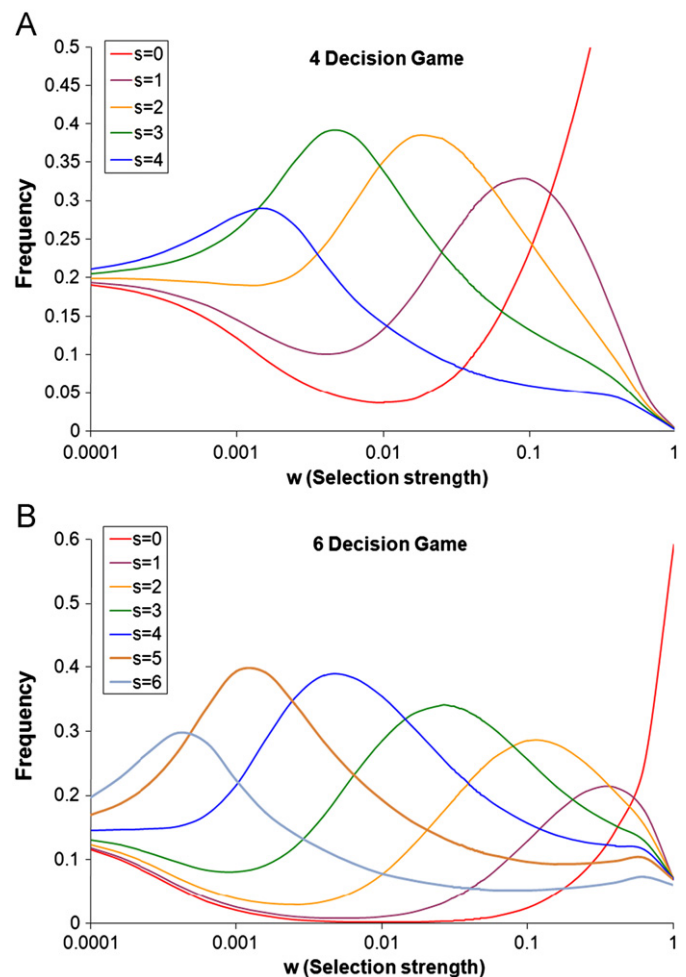 A
4 Decision Game
s=0
s=1
s=2
s=3
s=4
0.5
0.45
0.4
0.35
0.3
0.25
0.2
0.15
0.1
0.05
0
Frequency
0.0001 0.001 0.01 0.1 1
w (Selection strength)
B
6 Decision Game
s=0
s=1
s=2
s=3
s=4
s=5
s=6
0.6
0.5
0.4
0.3
0.2
0.1
0
Frequency
0.0001 0.001 0.01 0.1 1
w (Selection strength)